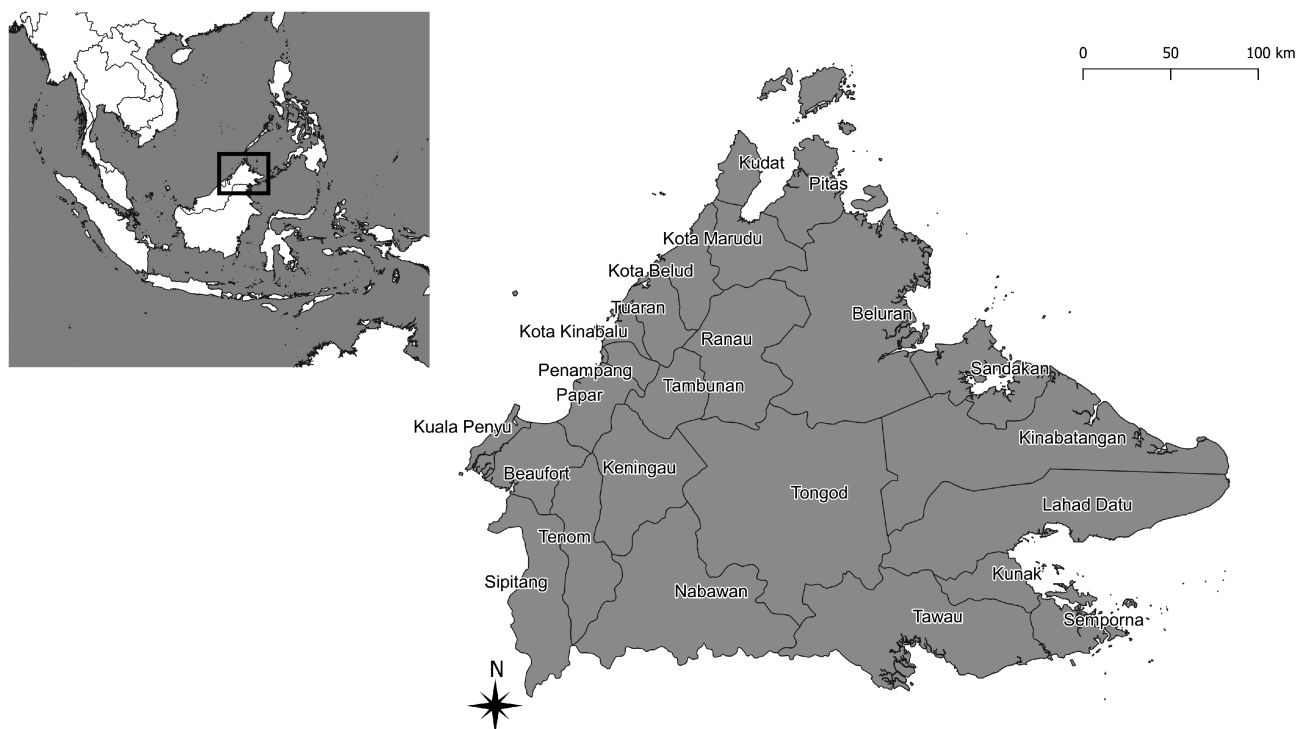 0 50 100 km
Kudat
Pitas
Kota Marudu
Kota Belud
Tuaran
Beluran
Kota Kinabalu
Ranau
Penampang
Sandakan
Tambunan
Papar
Kuala Penyu
Kinabatangan
Beaufort
Keningau
Tongod
Lahad Datu
Tenom
Kunak
Sipitang
Nabawan
Tawau
Semporna
N